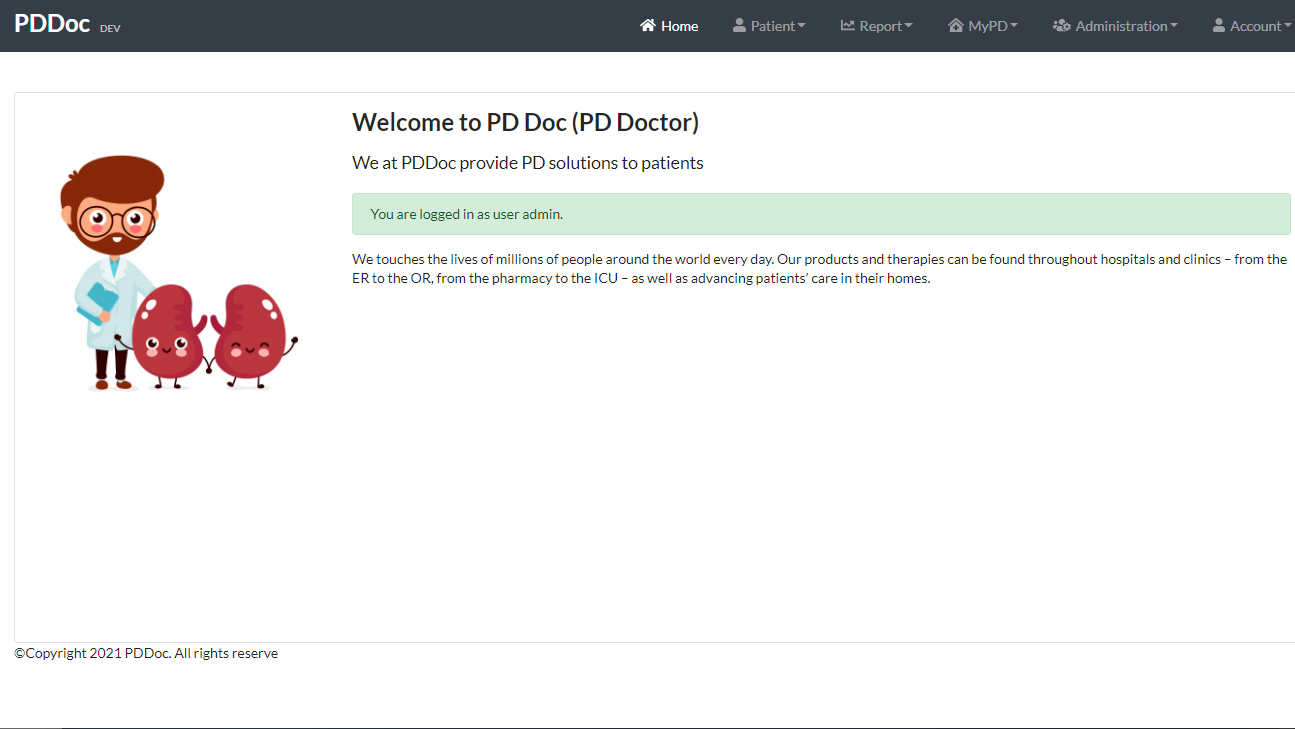 PDDoc DEV Home Patient Report MyPD Administration Account
Welcome to PD Doc (PD Doctor)
We at PDDoc provide PD solutions to patients
You are logged in as user admin.
We touches the lives of millions of people around the world every day. Our products and therapies can be found throughout hospitals and clinics – from the
ER to the OR, from the pharmacy to the ICU – as well as advancing patients’ care in their homes.
©Copyright 2021 PDDoc. All rights reserve